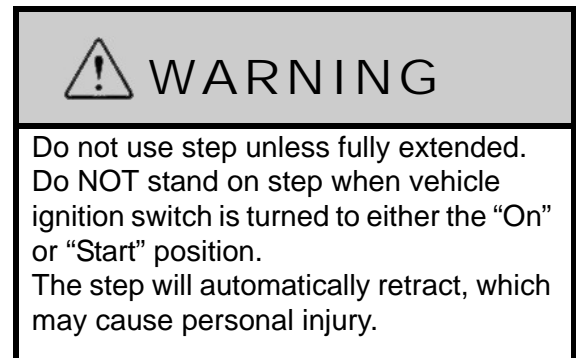 WARNING
Do not use step unless fully extended.
Do NOT stand on step when vehicle
ignition switch is turned to either the “On”
or “Start” position.
The step will automatically retract, which
may cause personal injury.